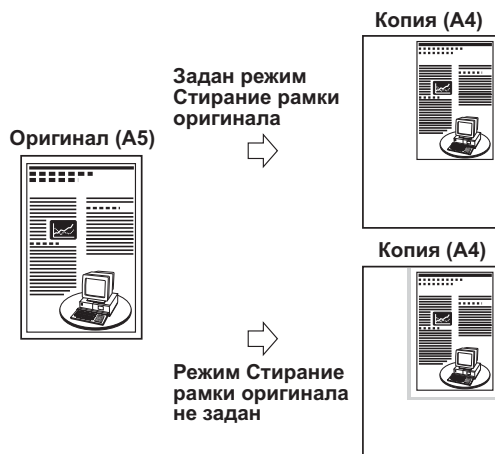 Копия (A4)
Задан режим
Стирание рамки
оригинала
Оригинал (A5)
Копия (A4)
Режим Стирание
рамки оригинала
не задан